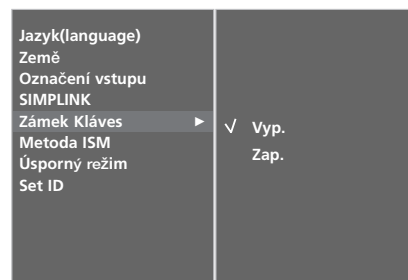 Jazyk(language)
Země
Označení vstupu
SIMPLINK
Zámek Kláves ►
Metoda ISM
Úsporný režim
Set ID
√ Vyp.
Zap.